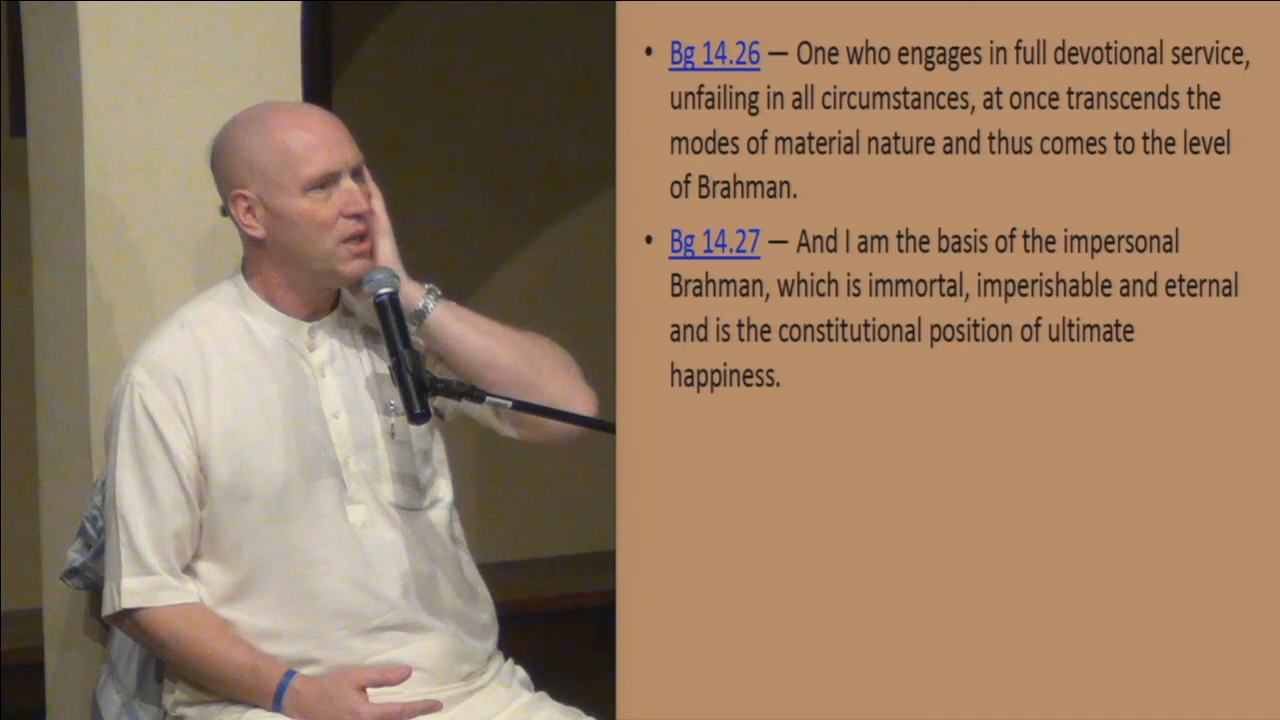 • Bg 14.26 — One who engages in full devotional service,
unfailing in all circumstances, at once transcends the
modes of material nature and thus comes to the level
of Brahman.
• Bg 14.27 — And I am the basis of the impersonal
Brahman, which is immortal, imperishable and eternal
and is the constitutional position of ultimate
happiness.